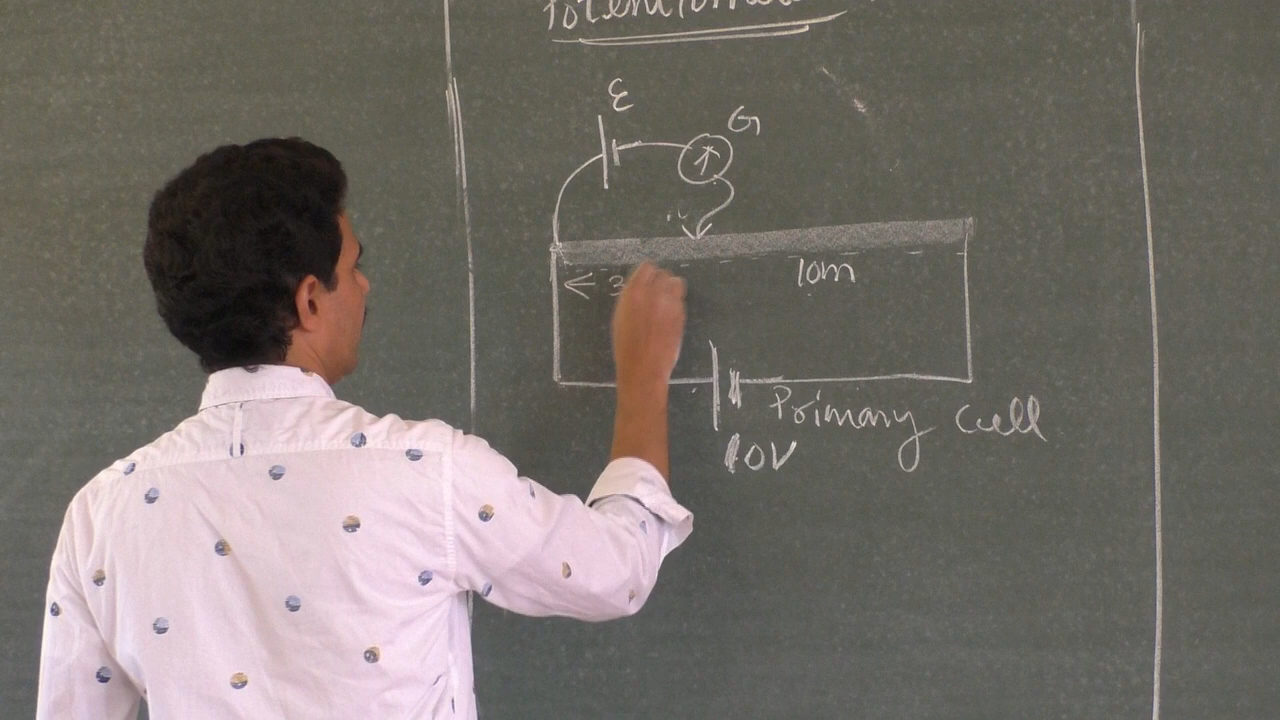 Potentiometer
ε
G
3
10m
Primary Cell
10V